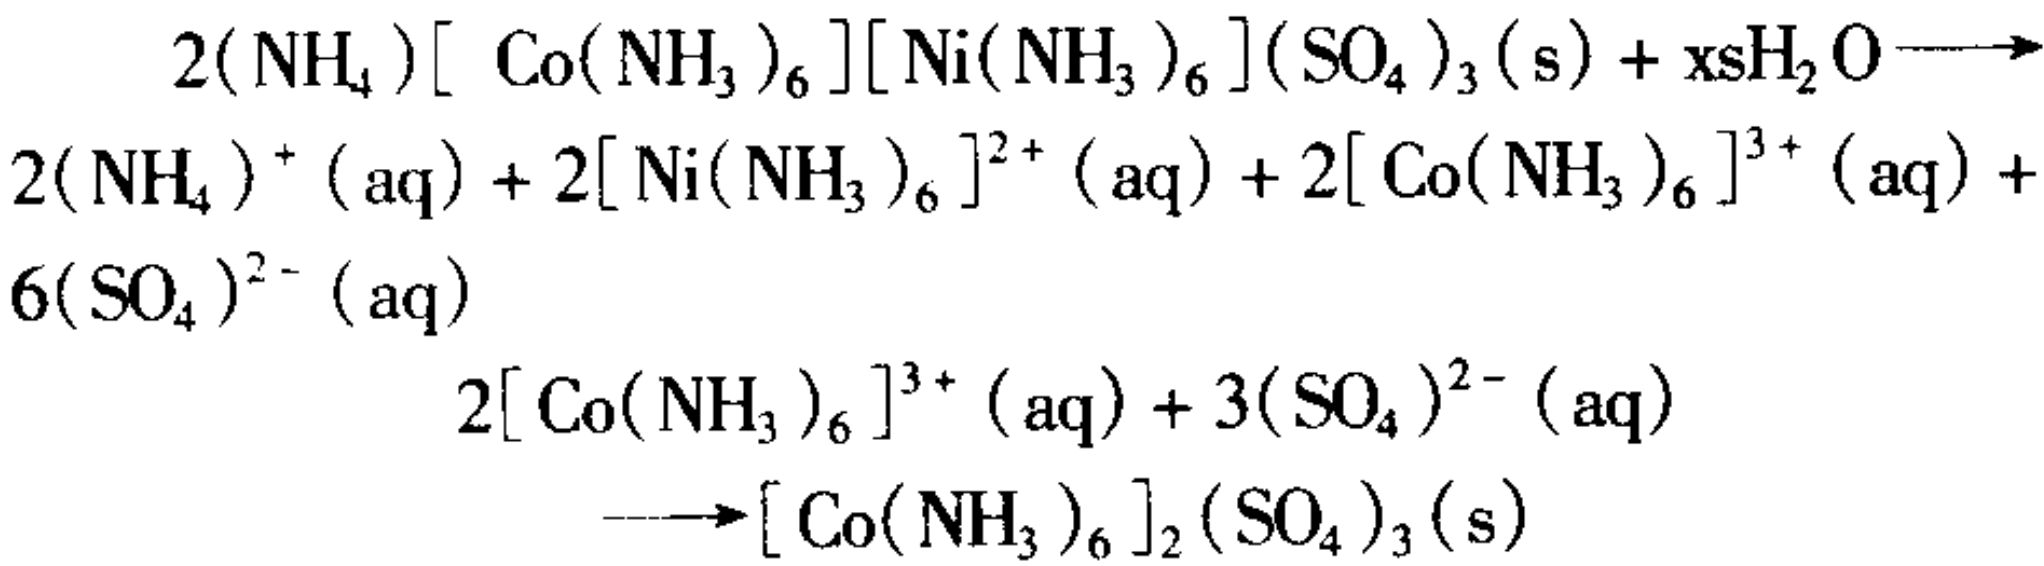 2(NH₄)[Co(NH₃)₆][Ni(NH₃)₆](SO₄)₃(s) + xsH₂O ⟶
2(NH₄)⁺(aq) + 2[Ni(NH₃)₆]²⁺(aq) + 2[Co(NH₃)₆]³⁺(aq) +
6(SO₄)²⁻(aq)
2[Co(NH₃)₆]³⁺(aq) + 3(SO₄)²⁻(aq)
⟶[Co(NH₃)₆]₂(SO₄)₃(s)